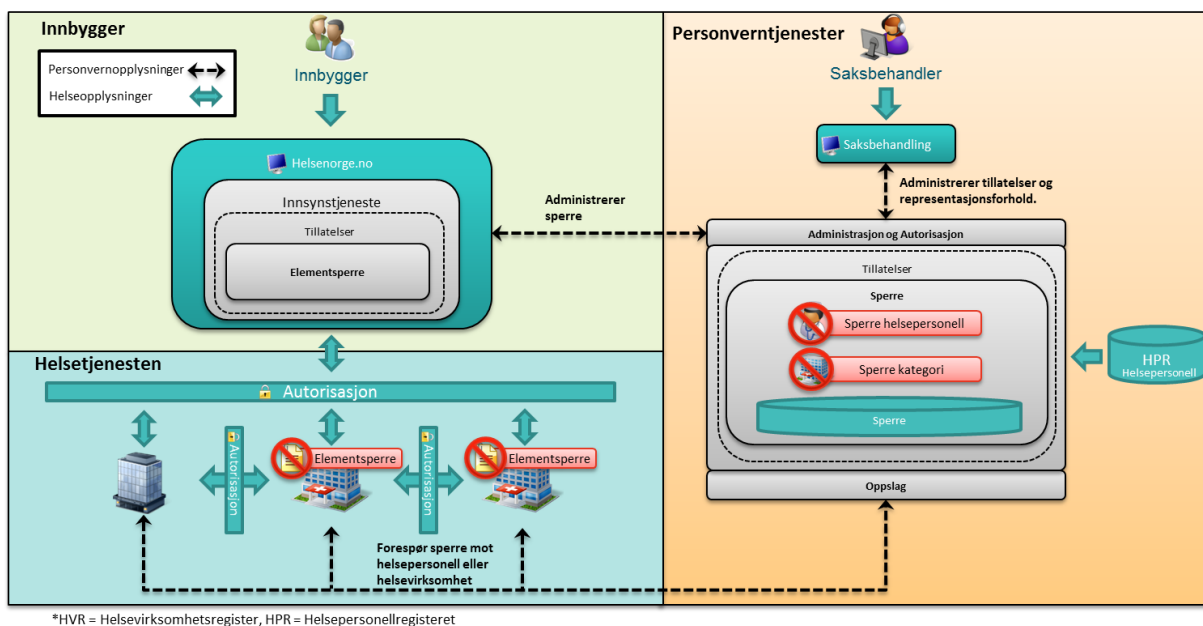 Innbygger
Personvernopplysninger
Helseopplysninger
Innbygger
Helsenorge.no
Innsynstjeneste
Tillatelser
Elementsperre
Administrerer
sperre
Personverntjenester
Saksbehandler
Saksbehandling
Administrerer tillatelser og
representasjonsforhold.
Administrasjon og Autorisasjon
Tillatelser
Sperre
Sperre helsepersonell
Sperre kategori
Sperre
Oppslag
HPR
Helsepersonell
Helsetjenesten
Autorisasjon
Autorisasjon
Elementsperre
Autorisasjon
Elementsperre
Forespør sperre mot
helsepersonell eller
helsevirksomhet
*HVR = Helsevirksomhetsregister, HPR = Helsepersonellregisteret